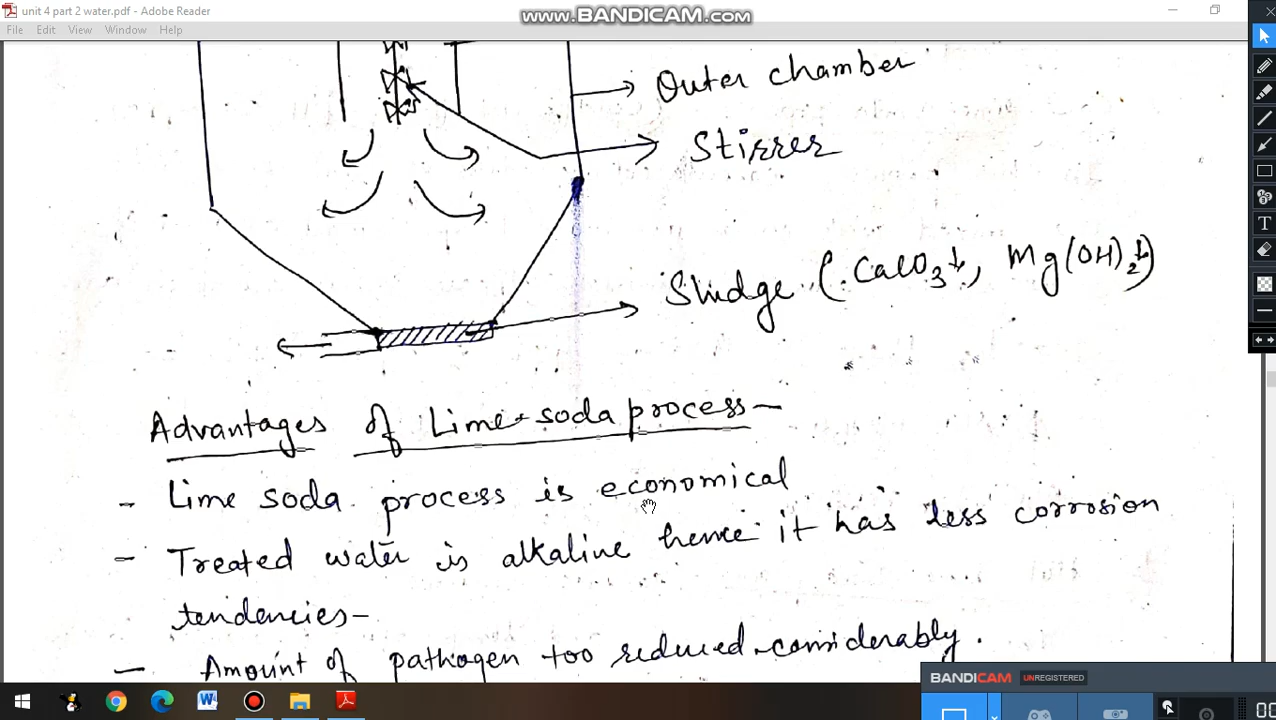 unit 4 part 2 water.pdf - Adobe Reader
www.BANDICAM.com
File Edit View Window Help
Outer chamber
Stirrer
Sludge (CaCO3↓, Mg(OH)2↓)
Advantages of Lime-soda process-
- Lime soda process is economical
- Treated water is alkaline hence it has less corrosion
tendencies-
- Amount of pathogen too reduced considerably.
BANDICAM UNREGISTERED
00